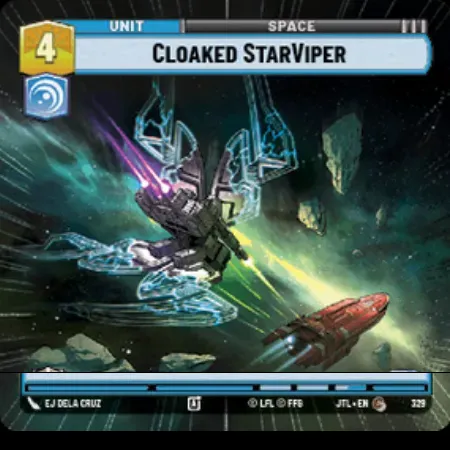 UNIT SPACE
4 CLOAKED STARVIPER
EJ DELA CRUZ A © LFL © FFG JTL • EN 329